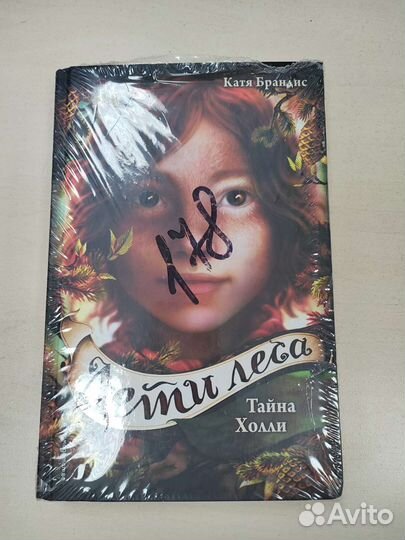 Катя Брандис
178
Дети леса
Тайна
Холли
Avito